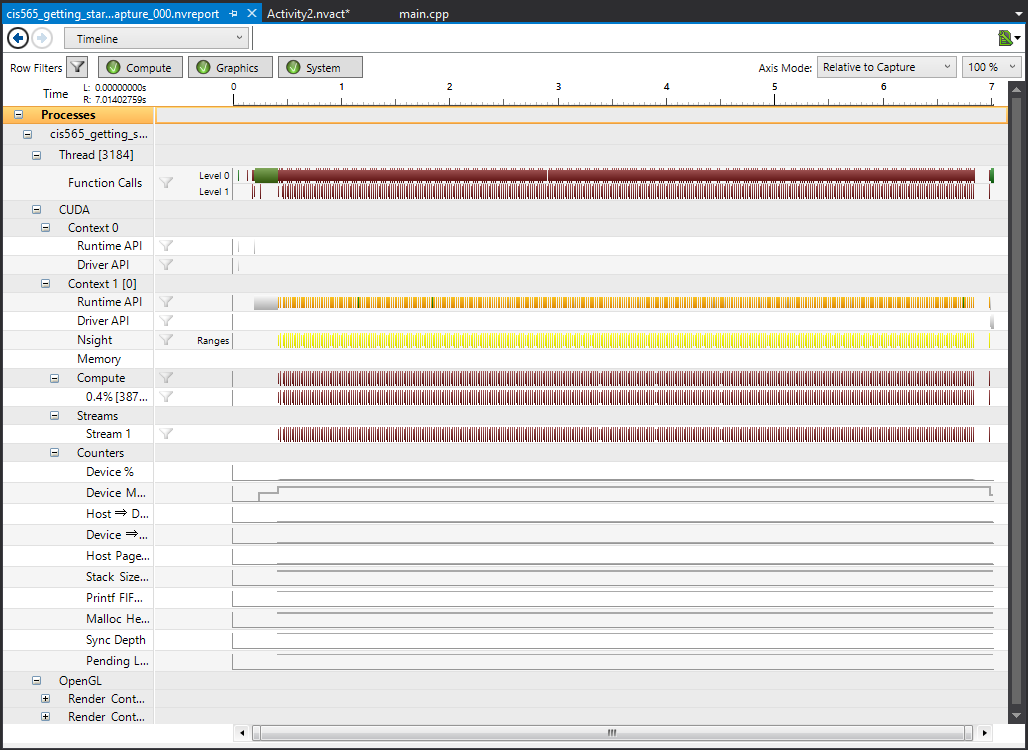 cis565_getting_star...apture_000.nvreport Activity2.nvact* main.cpp
Timeline
Row Filters Compute Graphics System Axis Mode: Relative to Capture 100 %
Time L: 0.00000000s 0 1 2 3 4 5 6 7
R: 7.01402759s
Processes
cis565_getting_s...
Thread [3184]
Function Calls Level 0
Level 1
CUDA
Context 0
Runtime API
Driver API
Context 1 [0]
Runtime API
Driver API
Nsight Ranges
Memory
Compute
0.4% [387...
Streams
Stream 1
Counters
Device %
Device M...
Host ⇒ D...
Device ⇒...
Host Page...
Stack Size...
Printf FIF...
Malloc He...
Sync Depth
Pending L...
OpenGL
Render Cont...
Render Cont...